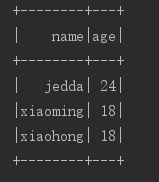 +--------+---+
|    name|age|
+--------+---+
|   jedda| 24|
|xiaoming| 18|
|xiaohong| 18|
+--------+---+